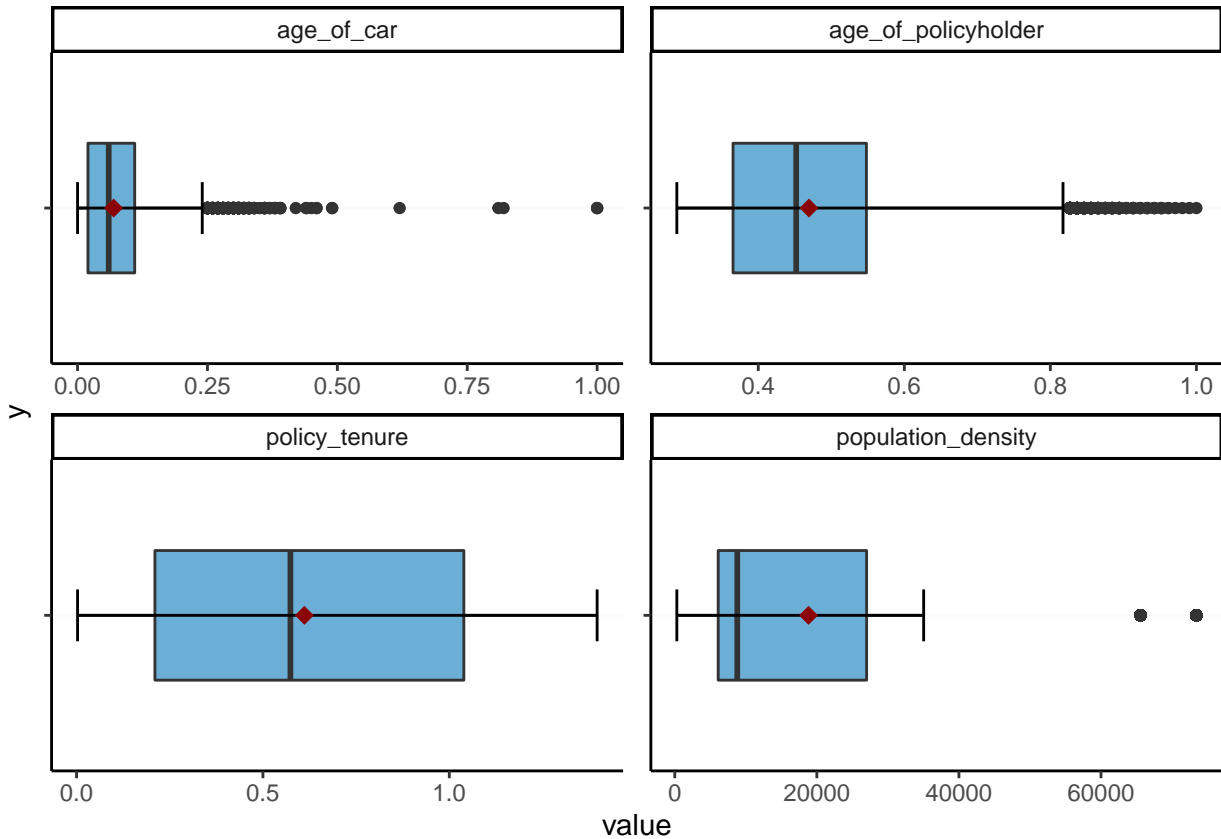 age_of_car
age_of_policyholder
0.00 0.25 0.50 0.75 1.00
0.4 0.6 0.8 1.0
policy_tenure
population_density
0.0 0.5 1.0
0 20000 40000 60000
value
y